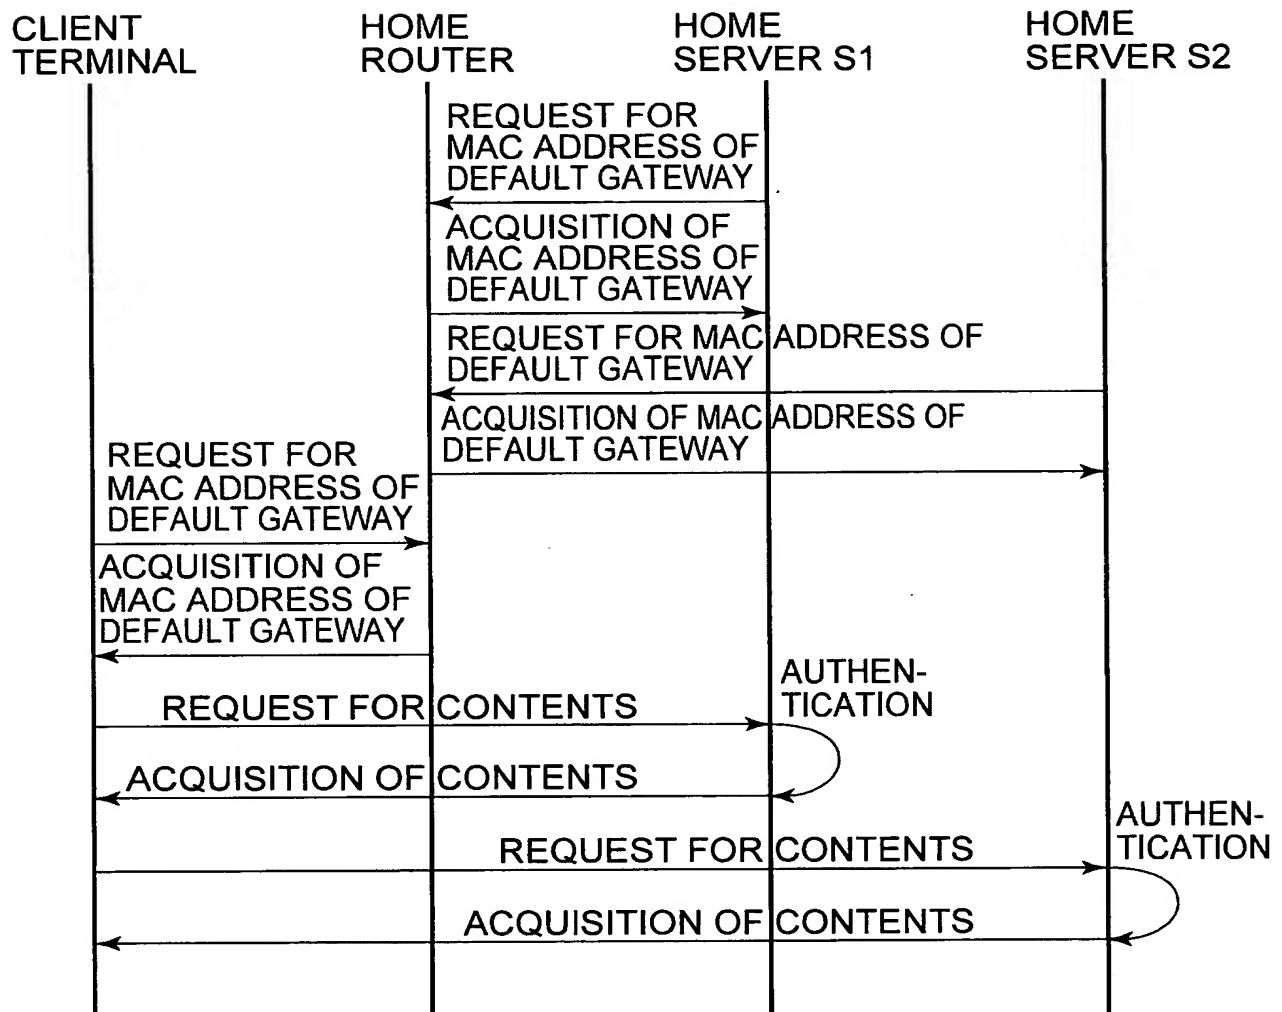 CLIENT
TERMINAL
HOME
ROUTER
HOME
SERVER S1
HOME
SERVER S2
REQUEST FOR
MAC ADDRESS OF
DEFAULT GATEWAY
ACQUISITION OF
MAC ADDRESS OF
DEFAULT GATEWAY
REQUEST FOR MAC ADDRESS OF
DEFAULT GATEWAY
ACQUISITION OF MAC ADDRESS OF
DEFAULT GATEWAY
REQUEST FOR
MAC ADDRESS OF
DEFAULT GATEWAY
ACQUISITION OF
MAC ADDRESS OF
DEFAULT GATEWAY
REQUEST FOR CONTENTS
AUTHEN-
TICATION
ACQUISITION OF CONTENTS
REQUEST FOR CONTENTS
AUTHEN-
TICATION
ACQUISITION OF CONTENTS